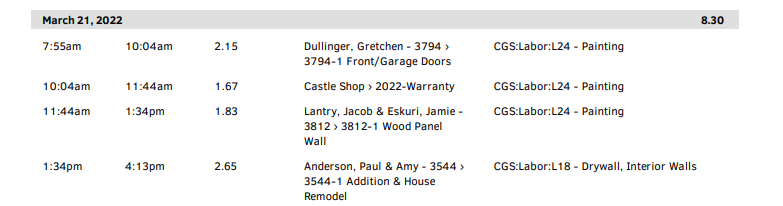 March 21, 2022 8.30
7:55am 10:04am 2.15 Dullinger, Gretchen - 3794 › CGS:Labor:L24 - Painting
3794-1 Front/Garage Doors
10:04am 11:44am 1.67 Castle Shop › 2022-Warranty CGS:Labor:L24 - Painting
11:44am 1:34pm 1.83 Lantry, Jacob & Eskuri, Jamie - CGS:Labor:L24 - Painting
3812 › 3812-1 Wood Panel
Wall
1:34pm 4:13pm 2.65 Anderson, Paul & Amy - 3544 › CGS:Labor:L18 - Drywall, Interior Walls
3544-1 Addition & House
Remodel